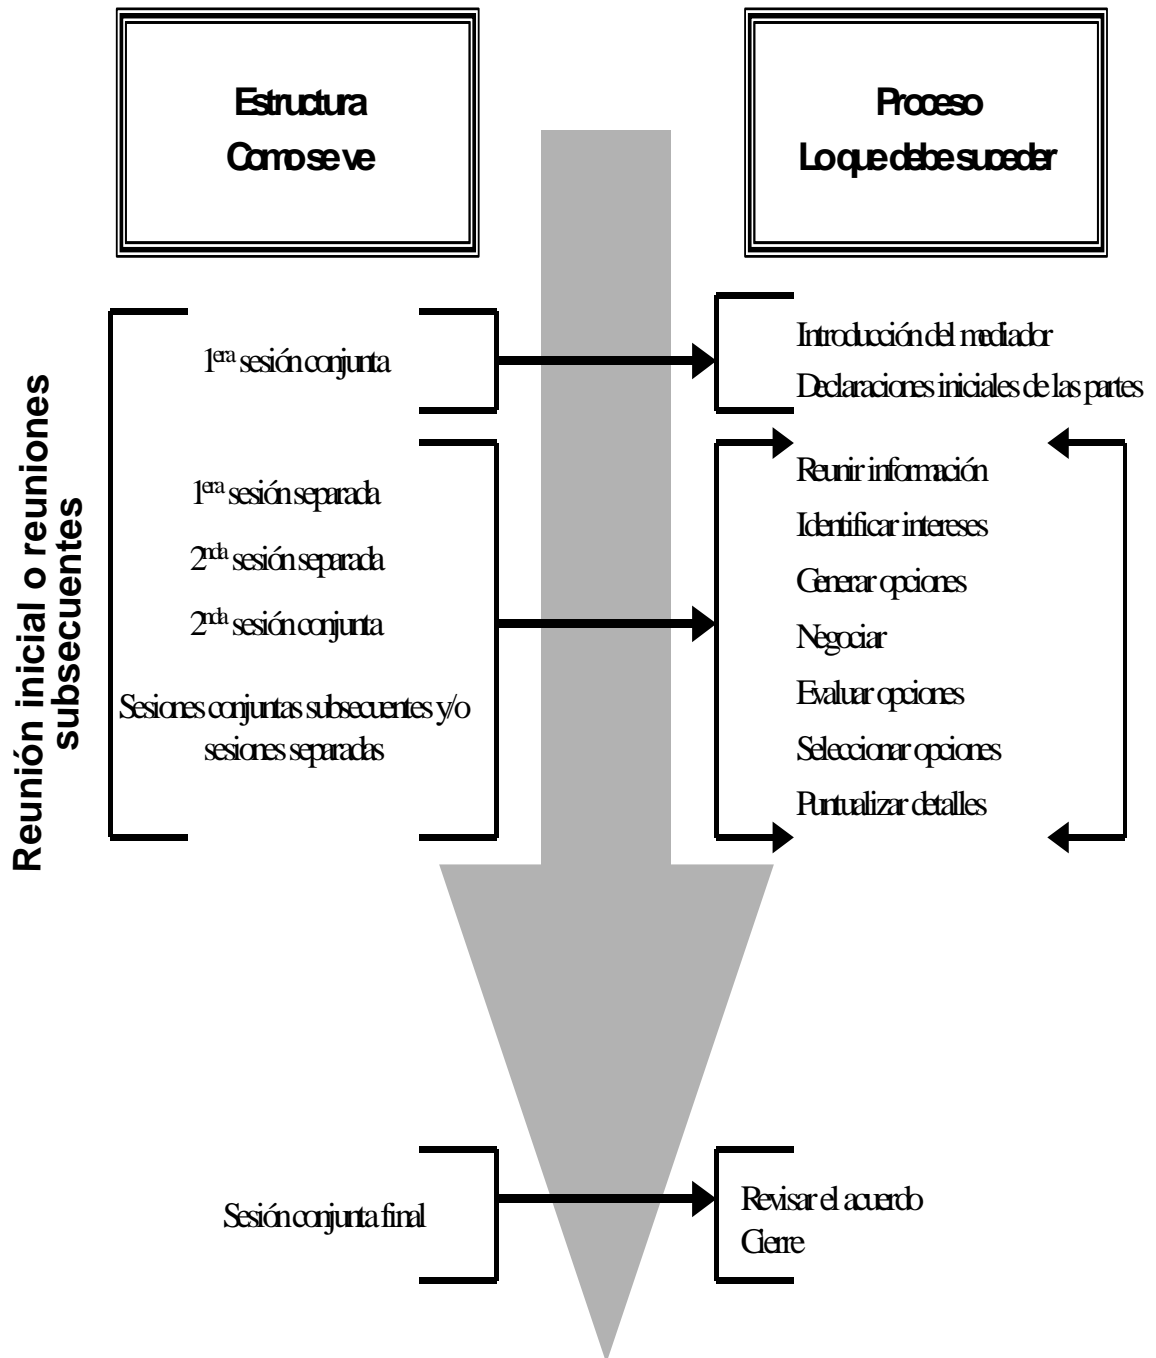 Estructura
Como se ve
Proceso
Lo que debe suceder
Reunión inicial o reuniones
subsecuentes
1era sesión conjunta
Introducción del mediador
Declaraciones iniciales de las partes
1era sesión separada
2nda sesión separada
2nda sesión conjunta
Sesiones conjuntas subsecuentes y/o
sesiones separadas
Reunir información
Identificar intereses
Generar opciones
Negociar
Evaluar opciones
Seleccionar opciones
Puntualizar detalles
Sesión conjunta final
Revisar el acuerdo
Cierre